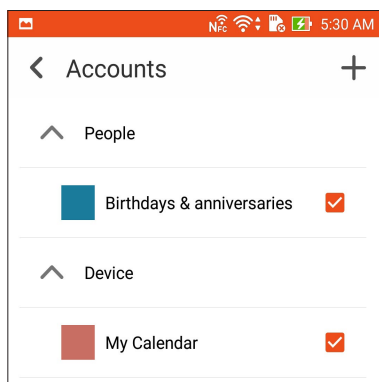 NFC 5:30 AM
Accounts
People
Birthdays & anniversaries
Device
My Calendar